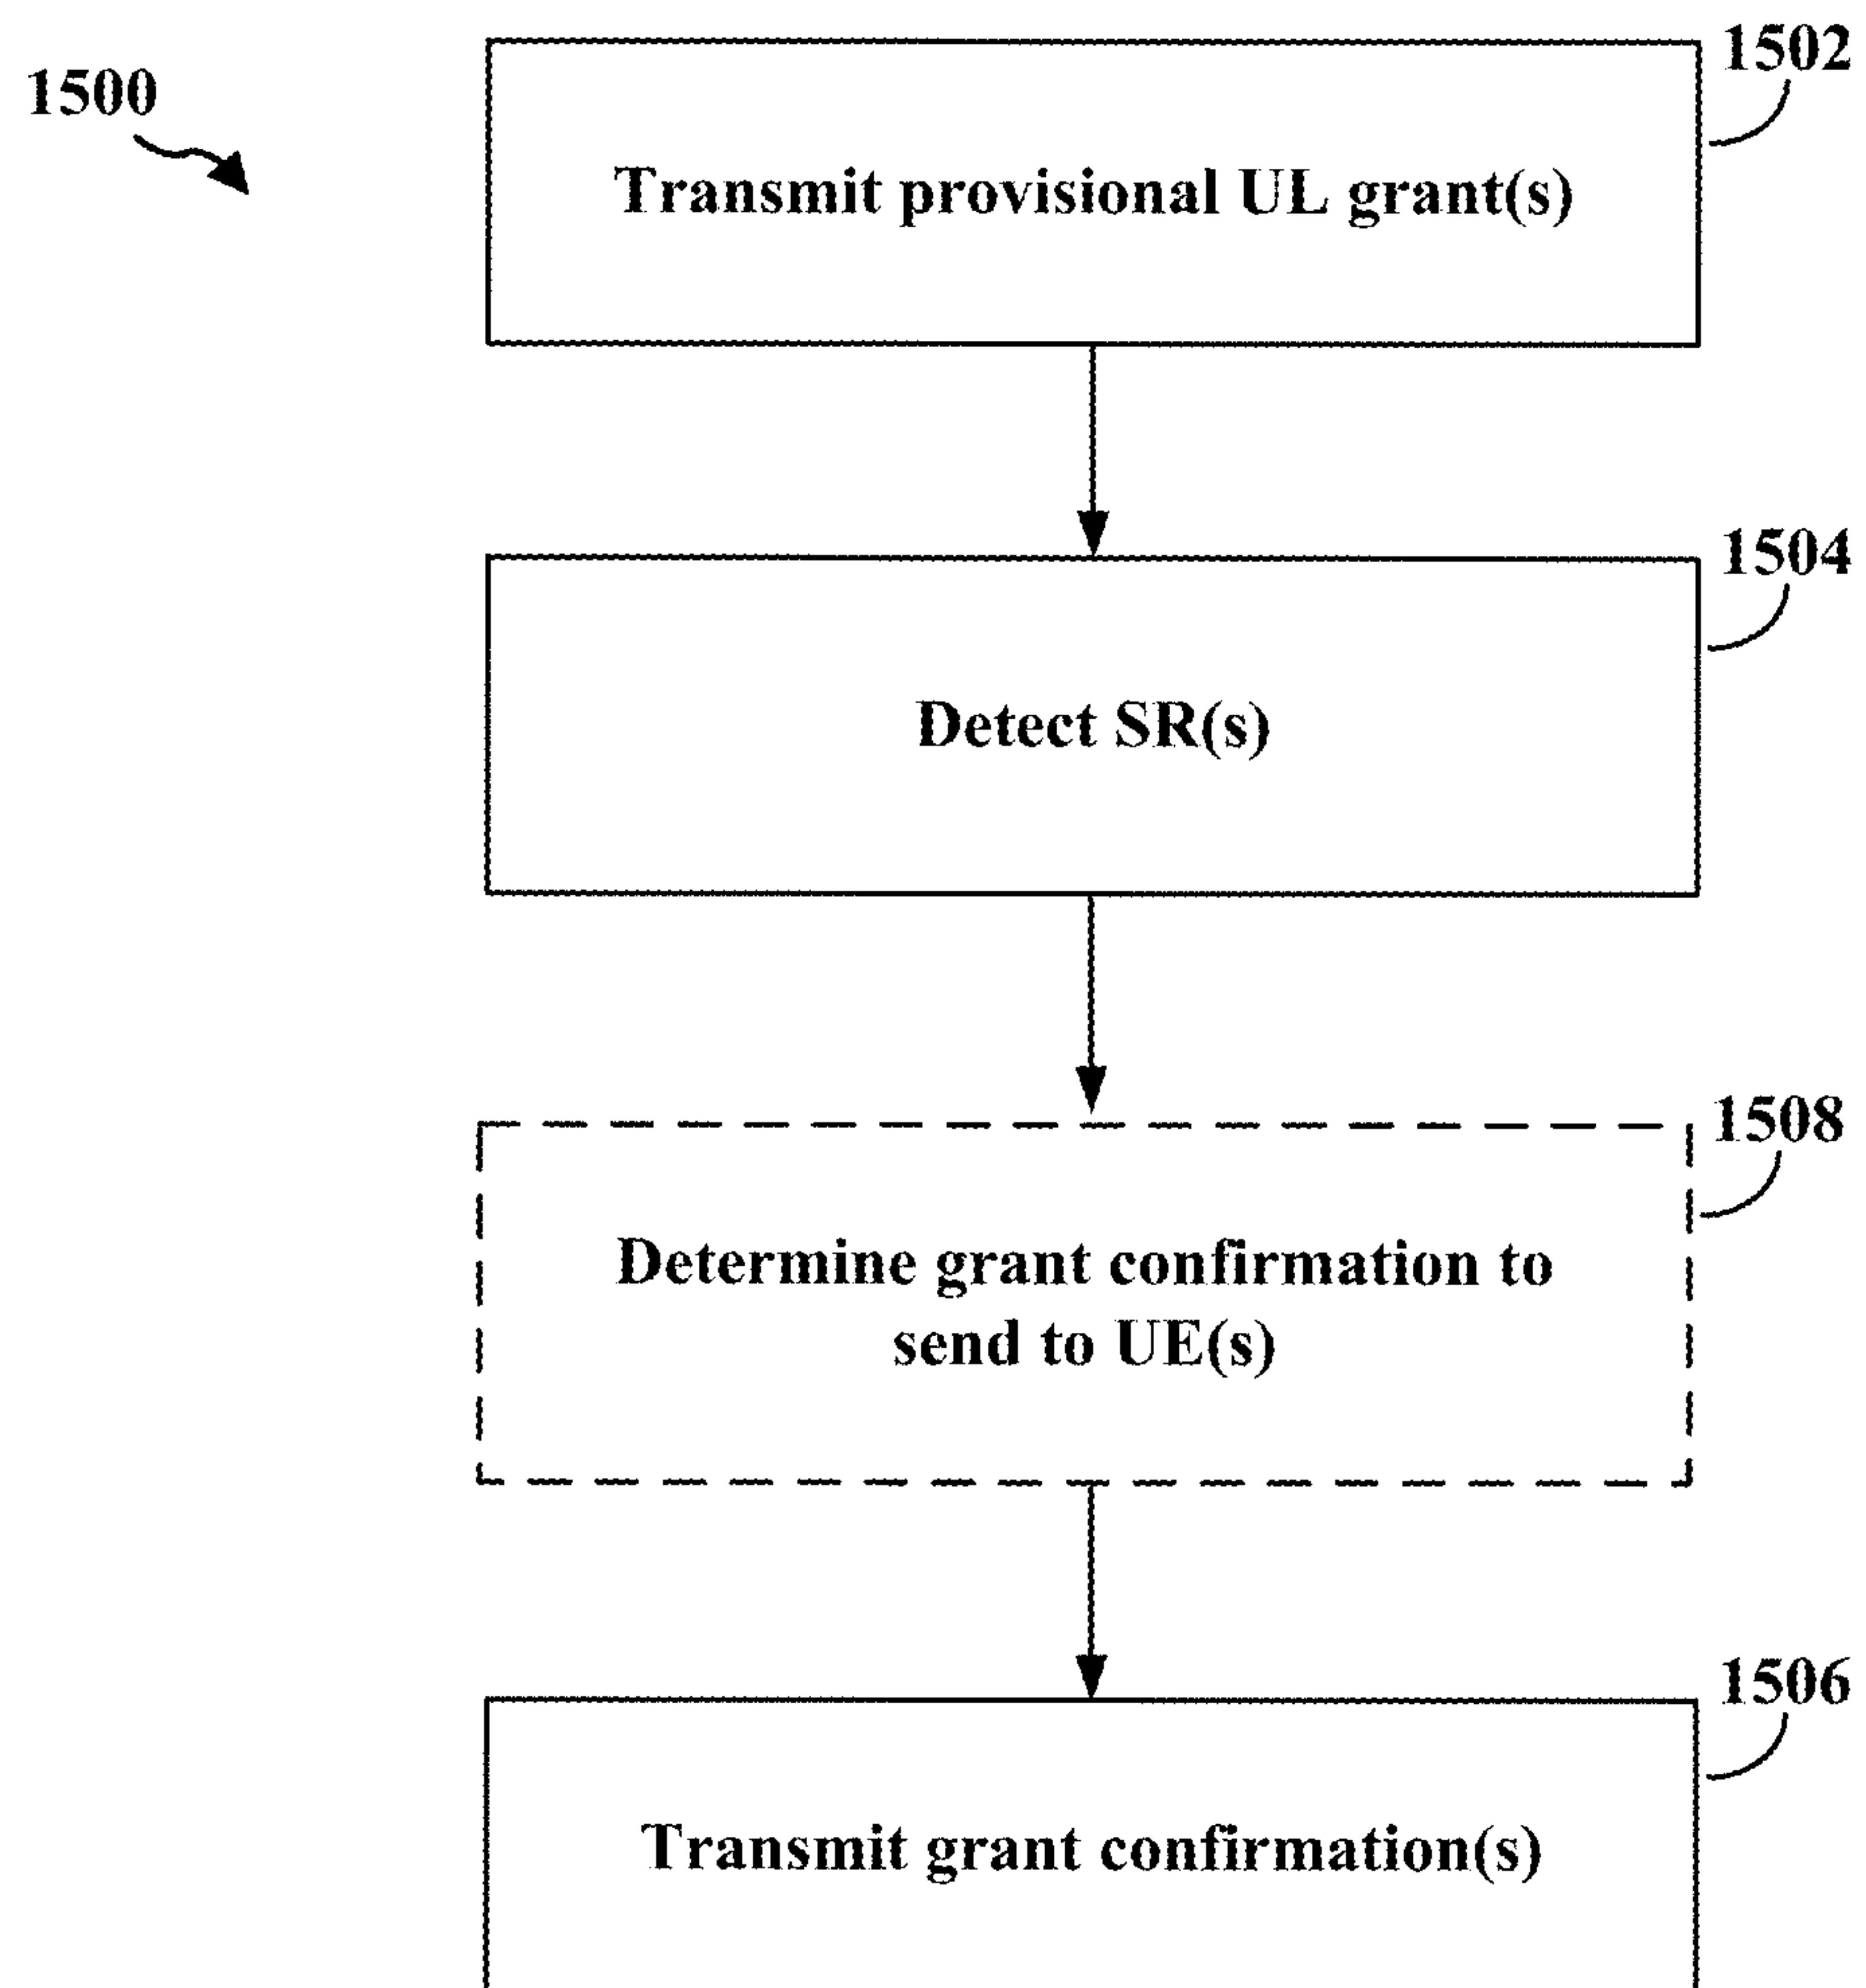 1500
1502
Transmit provisional UL grant(s)
1504
Detect SR(s)
1508
Determine grant confirmation to
send to UE(s)
1506
Transmit grant confirmation(s)